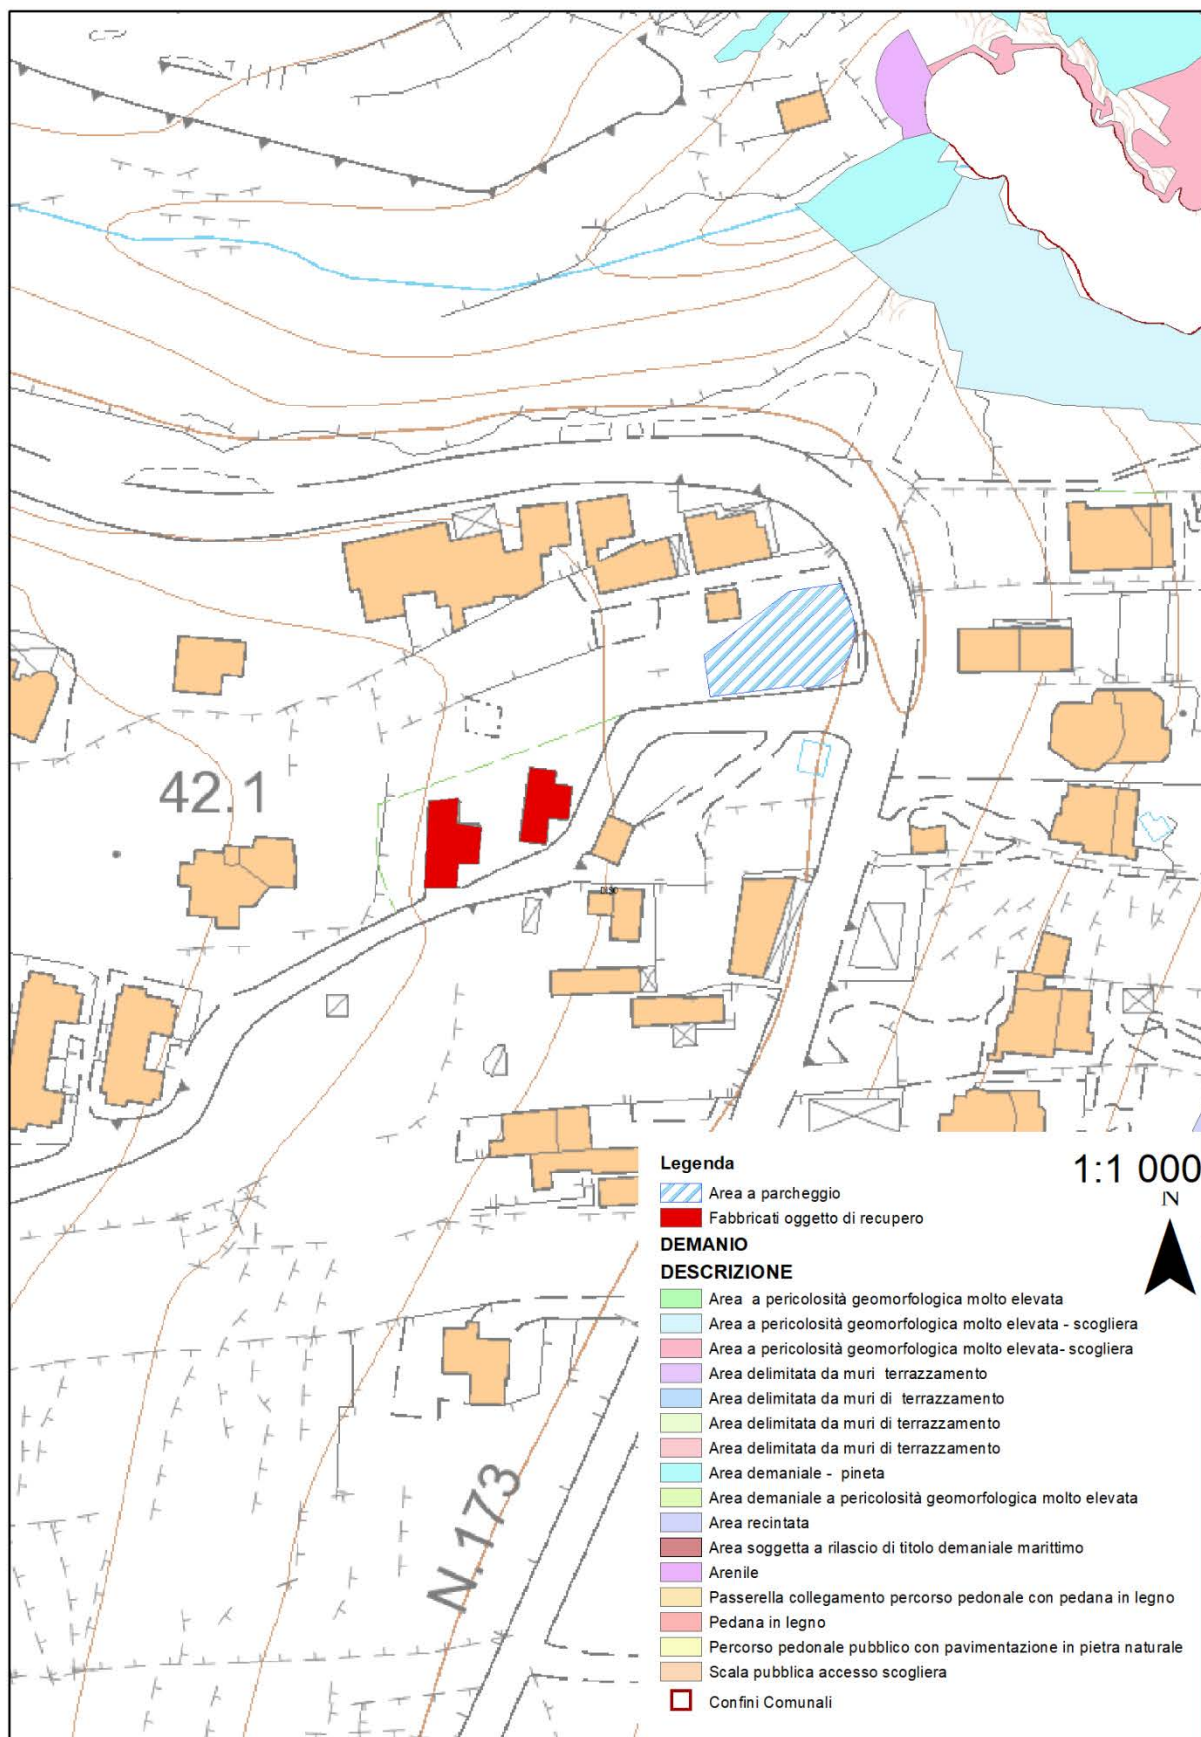 42.1
DISC
N.173
Legenda
1:1 000
N
Area a parcheggio
Fabbricati oggetto di recupero
DEMANIO
DESCRIZIONE
Area a pericolosità geomorfologica molto elevata
Area a pericolosità geomorfologica molto elevata - scogliera
Area a pericolosità geomorfologica molto elevata- scogliera
Area delimitata da muri terrazzamento
Area delimitata da muri di terrazzamento
Area delimitata da muri di terrazzamento
Area delimitata da muri di terrazzamento
Area demaniale - pineta
Area demaniale a pericolosità geomorfologica molto elevata
Area recintata
Area soggetta a rilascio di titolo demaniale marittimo
Arenile
Passerella collegamento percorso pedonale con pedana in legno
Pedana in legno
Percorso pedonale pubblico con pavimentazione in pietra naturale
Scala pubblica accesso scogliera
Confini Comunali